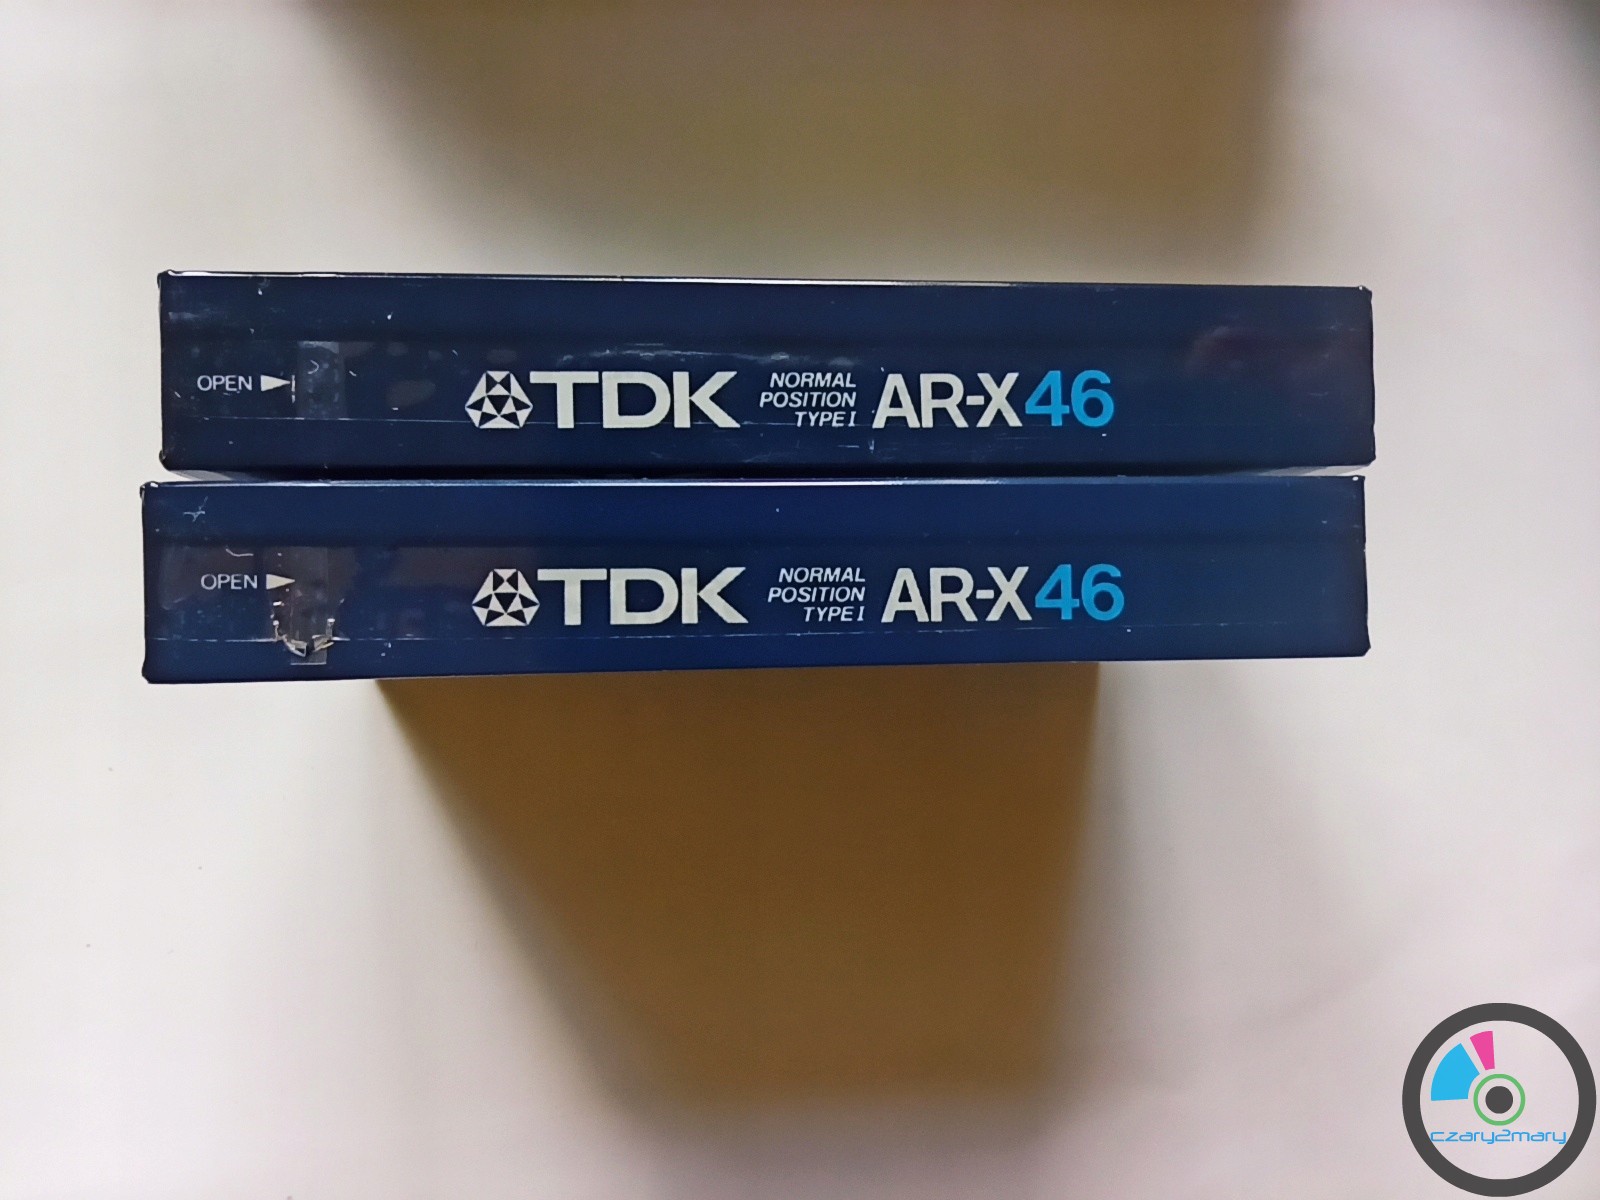 OPEN
TDK
NORMAL
POSITION
TYPE I
AR-X46
OPEN
TDK
NORMAL
POSITION
TYPE I
AR-X46
czary2mary